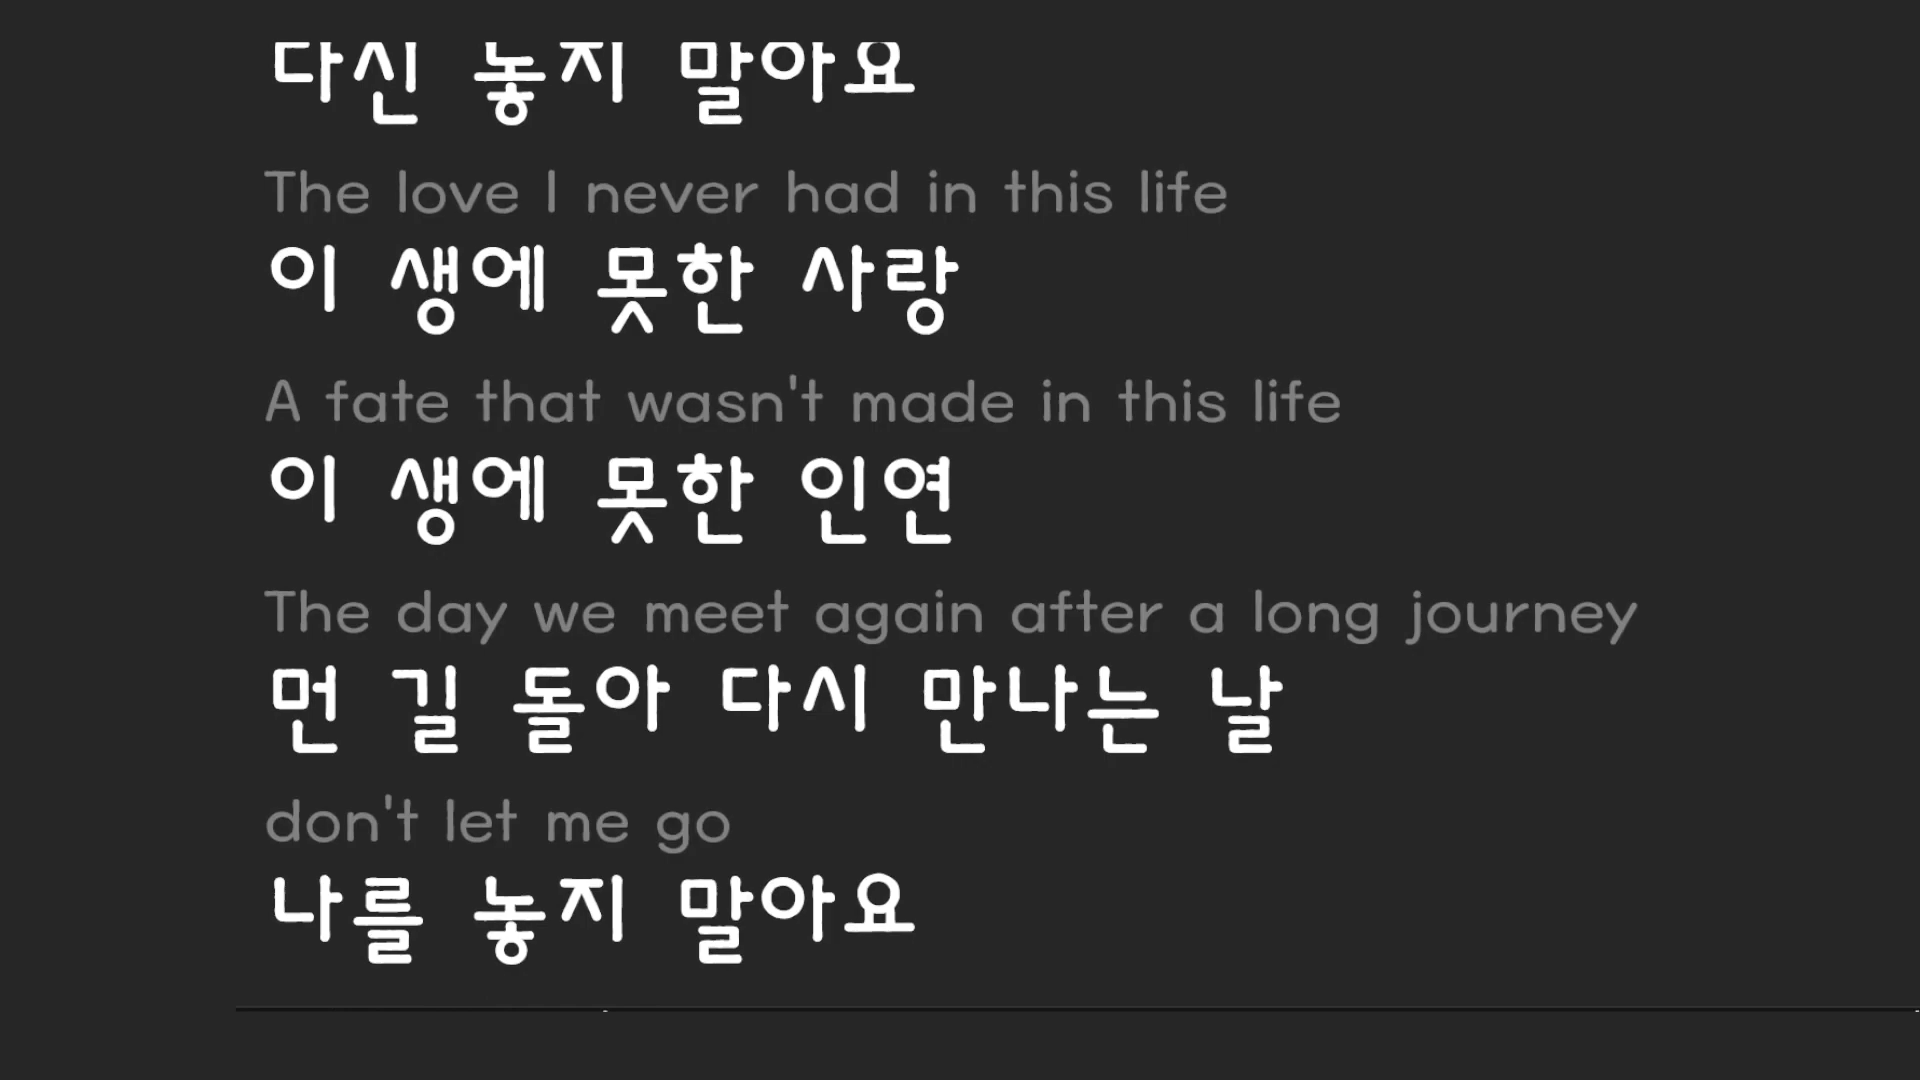 다신 놓지 말아요
The love I never had in this life
이 생에 못한 사랑
A fate that wasn't made in this life
이 생에 못한 인연
The day we meet again after a long journey
먼 길 돌아 다시 만나는 날
don't let me go
나를 놓지 말아요